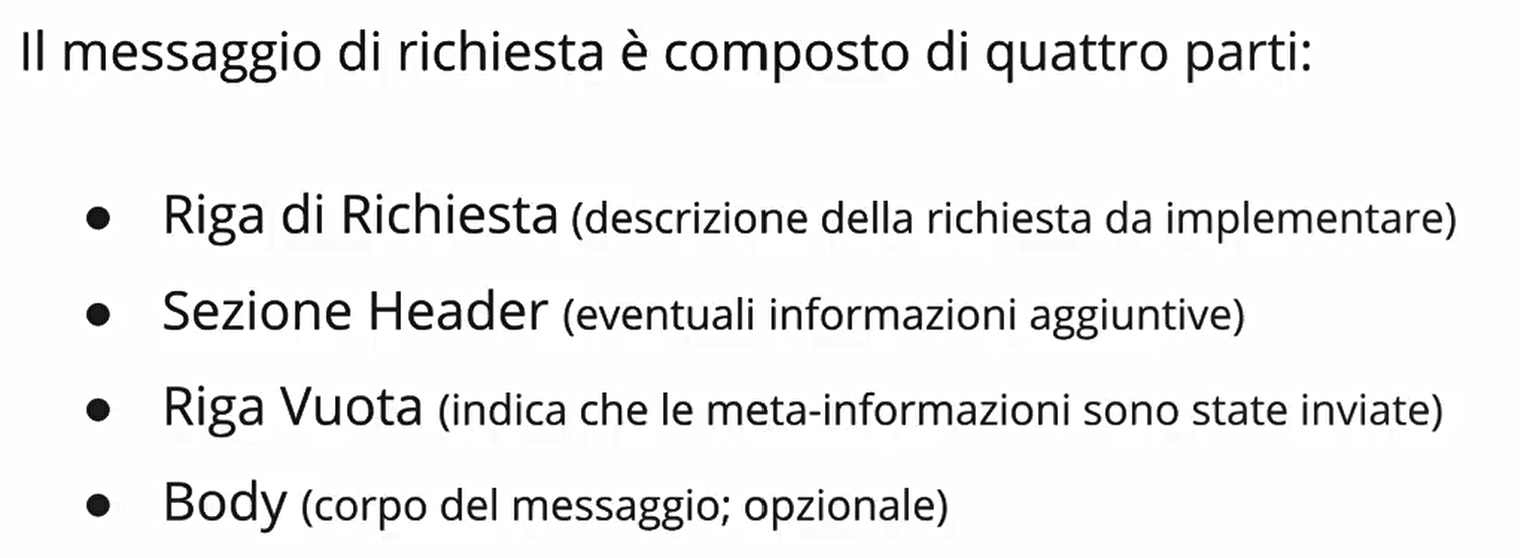 Il messaggio di richiesta è composto di quattro parti:
● Riga di Richiesta (descrizione della richiesta da implementare)
● Sezione Header (eventuali informazioni aggiuntive)
● Riga Vuota (indica che le meta-informazioni sono state inviate)
● Body (corpo del messaggio; opzionale)